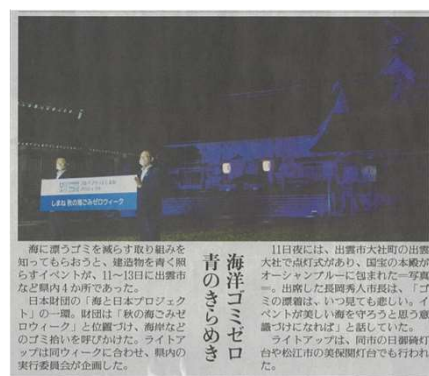 しまね 秋の海ごみゼロウィーク
海洋ゴミゼロ
青のきらめき
海に漂うゴミを減らす取り組みを
知ってもらおうと、建造物を青く照
らすイベントが、11〜13日に出雲市
など県内4か所であった。
日本財団の「海と日本プロジェク
ト」の一環。財団は「秋の海ごみゼ
ロウィーク」と位置づけ、海岸など
のゴミ拾いを呼びかけた。ライトア
ップは同ウィークに合わせ、県内の
実行委員会が企画した。
11日夜には、出雲市大社町の出雲
大社で点灯式があり、国宝の本殿が
オーシャンブルーに包まれた=写真
=。出席した長岡秀人市長は、「ゴ
ミの漂着は、いつ見ても悲しい。イ
ベントが美しい海を守ろうと思う意
識づけになれば」と話していた。
ライトアップは、同市の日御碕灯
台や松江市の美保関灯台でも行われ
た。